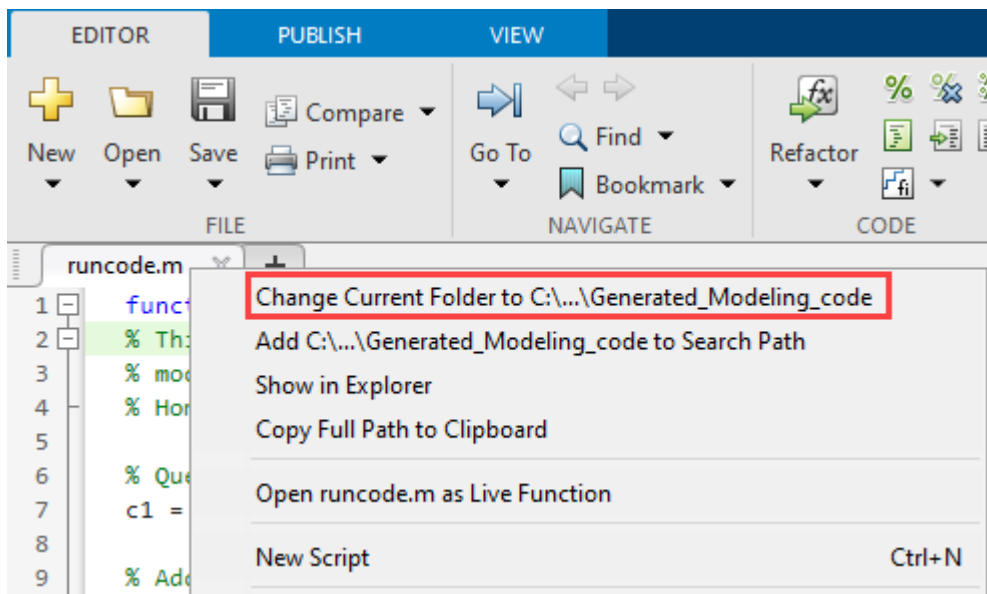 EDITOR PUBLISH VIEW
New Open Save Compare Print Go To Find Bookmark Refactor fx % % fi
FILE NAVIGATE CODE
runcode.m
Change Current Folder to C:\...\Generated_Modeling_code
Add C:\...\Generated_Modeling_code to Search Path
Show in Explorer
Copy Full Path to Clipboard
Open runcode.m as Live Function
New Script Ctrl+N
1 funct
2 % Thi
3 % mod
4 % Hon
5
6 % Que
7 c1 =
8
9 % Add